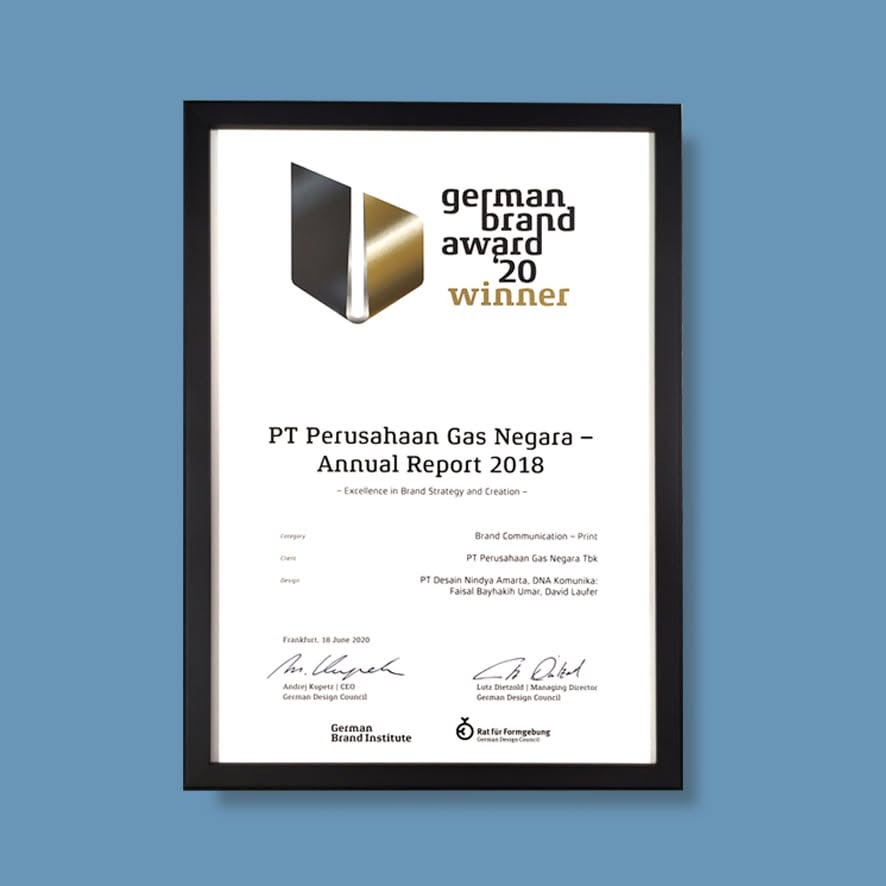 german
brand
award
'20
winner
PT Perusahaan Gas Negara –
Annual Report 2018
– Excellence in Brand Strategy and Creation –
Category Brand Communication – Print
Client PT Perusahaan Gas Negara Tbk
Design PT Desain Nindya Amarta, DNA Komunika:
Faisal Bayhakih Umar, David Laufer
Frankfurt, 18 June 2020
Andrej Kupetz | CEO
German Design Council
Lutz Dietzold | Managing Director
German Design Council
German
Brand Institute
Rat für Formgebung
German Design Council